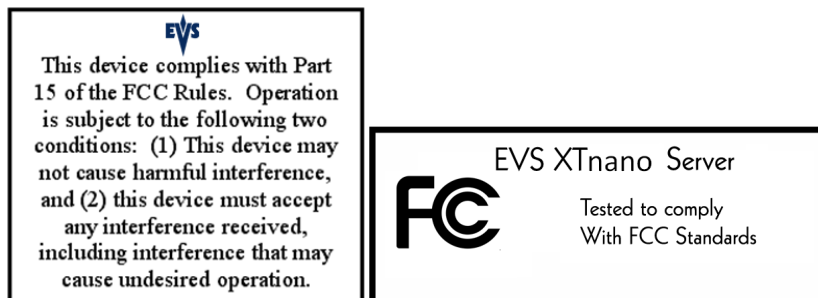 EVS
This device complies with Part
15 of the FCC Rules.  Operation
is subject to the following two
conditions:  (1) This device may
not cause harmful interference,
and (2) this device must accept
any interference received,
including interference that may
cause undesired operation.
EVS XTnano Server
FC
Tested to comply
With FCC Standards